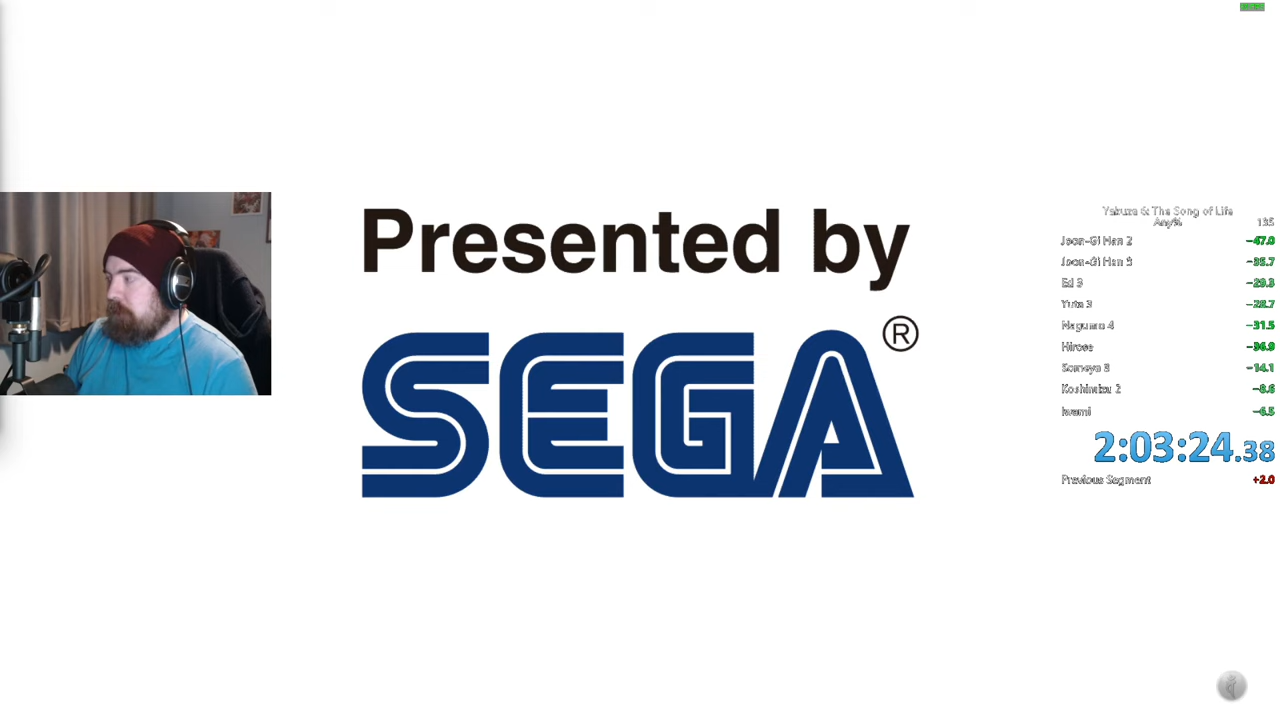 Presented by
SEGA®
Yakuza 6: The Song of Life
Any%
135
Joon-Gi Han 2 -47.0
Joon-Gi Han 3 -35.7
Ed 3 -29.3
Yuta 3 -28.7
Nagumo 4 -31.5
Hirose -36.9
Someya 3 -14.1
Koshimizu 2 -8.6
Iwami -6.5
2:03:24.38
Previous Segment +2.0